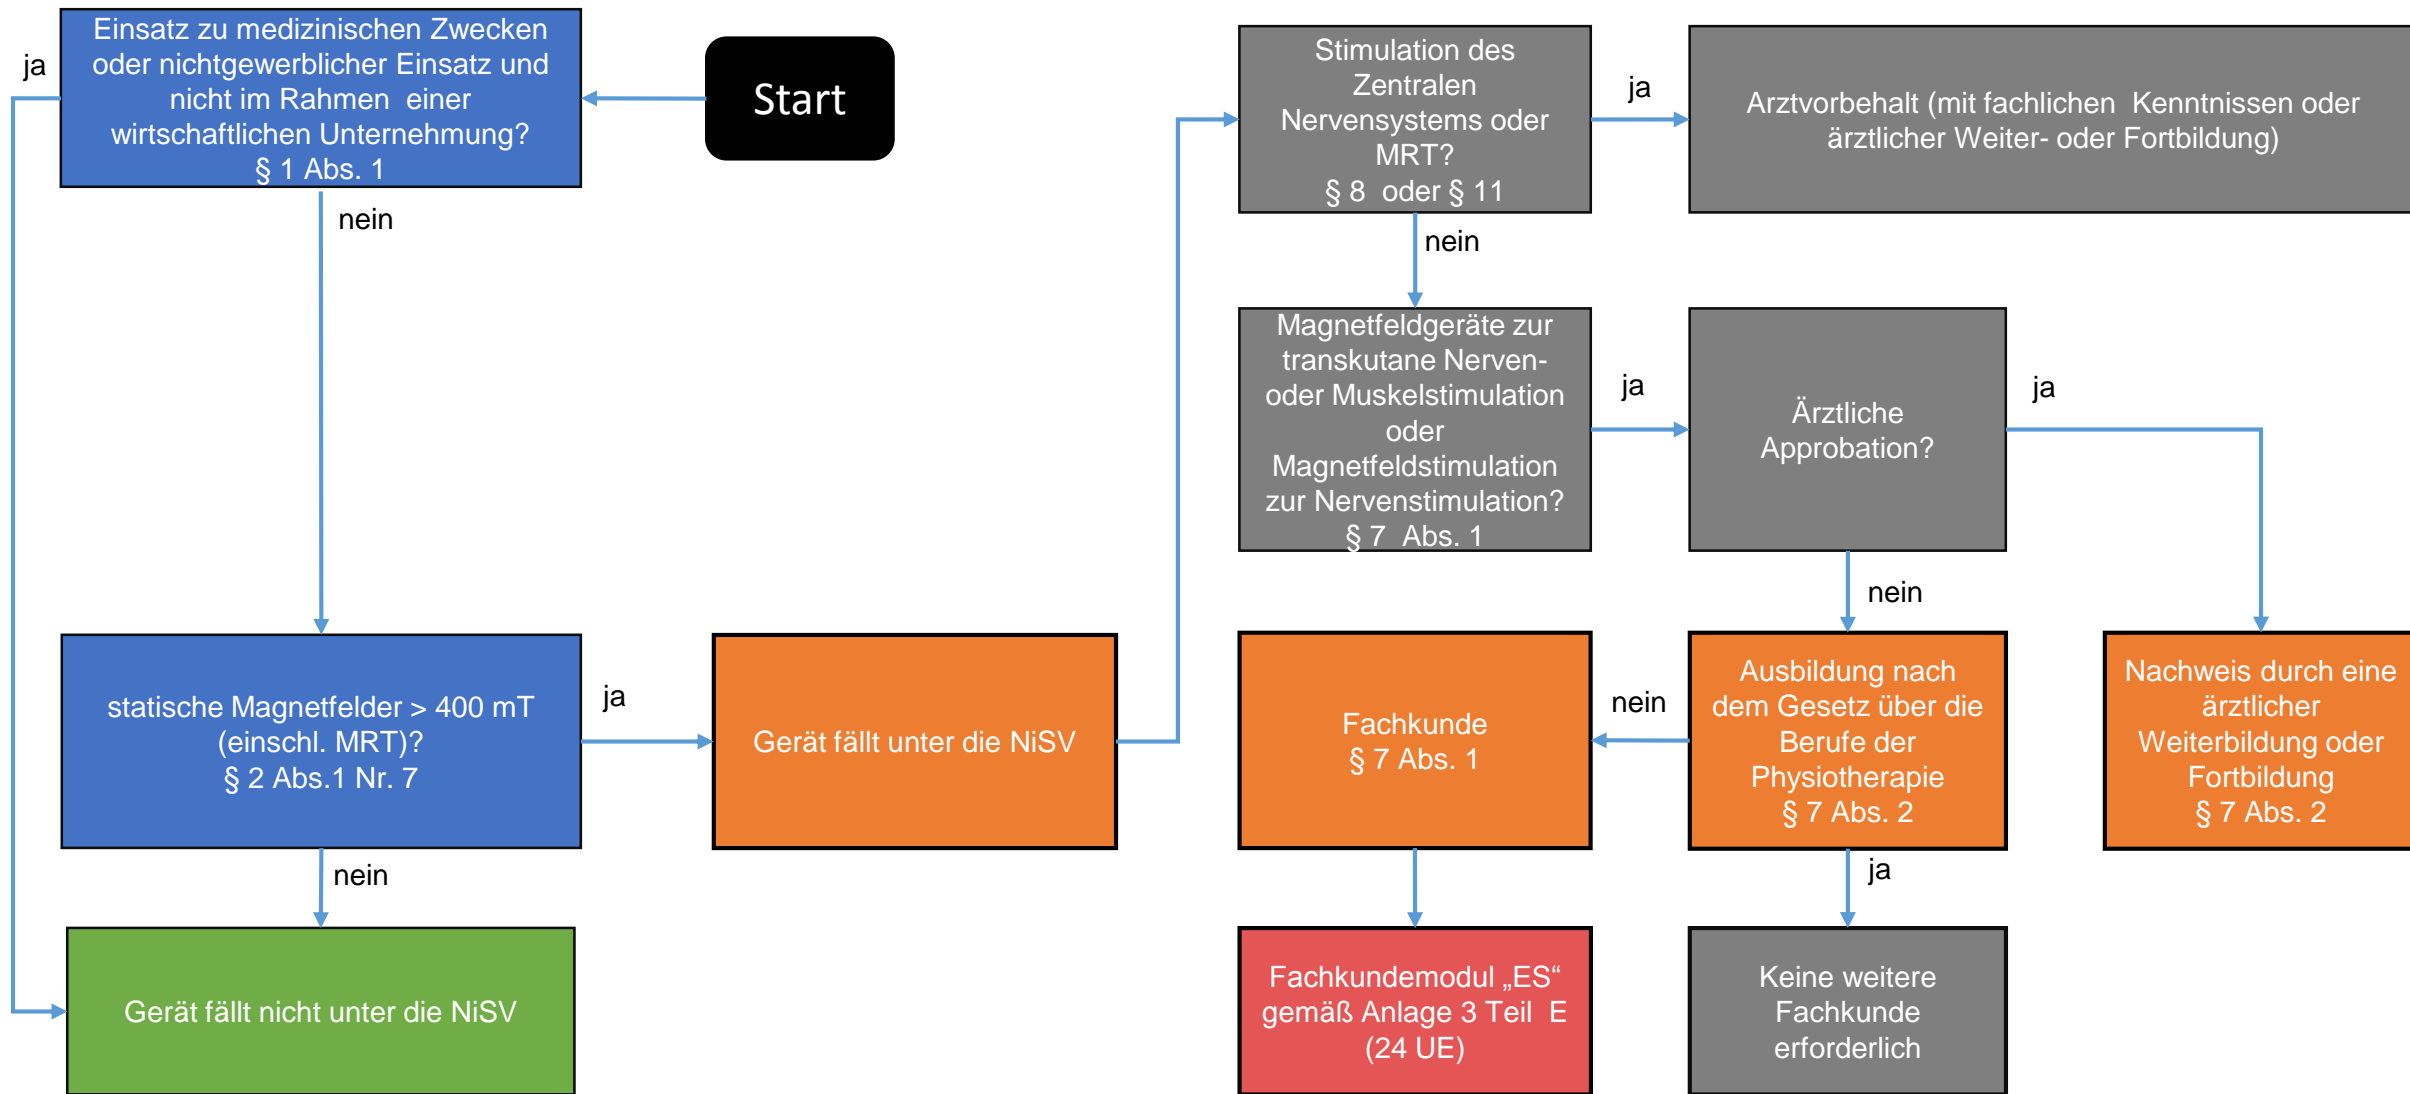 Einsatz zu medizinischen Zwecken
oder nichtgewerblicher Einsatz und
nicht im Rahmen einer
wirtschaftlichen Unternehmung?
§ 1 Abs. 1
ja
Start
nein
statische Magnetfelder > 400 mT
(einschl. MRT)?
§ 2 Abs.1 Nr. 7
ja
nein
Gerät fällt unter die NiSV
Gerät fällt nicht unter die NiSV
Stimulation des
Zentralen
Nervensystems oder
MRT?
§ 8 oder § 11
ja
Arztvorbehalt (mit fachlichen Kenntnissen oder
ärztlicher Weiter- oder Fortbildung)
nein
Magnetfeldgeräte zur
transkutane Nerven-
oder Muskelstimulation
oder
Magnetfeldstimulation
zur Nervenstimulation?
§ 7 Abs. 1
ja
Ärztliche
Approbation?
ja
nein
Fachkunde
§ 7 Abs. 1
nein
Ausbildung nach
dem Gesetz über die
Berufe der
Physiotherapie
§ 7 Abs. 2
Nachweis durch eine
ärztlicher
Weiterbildung oder
Fortbildung
§ 7 Abs. 2
ja
Fachkundemodul „ES“
gemäß Anlage 3 Teil E
(24 UE)
Keine weitere
Fachkunde
erforderlich